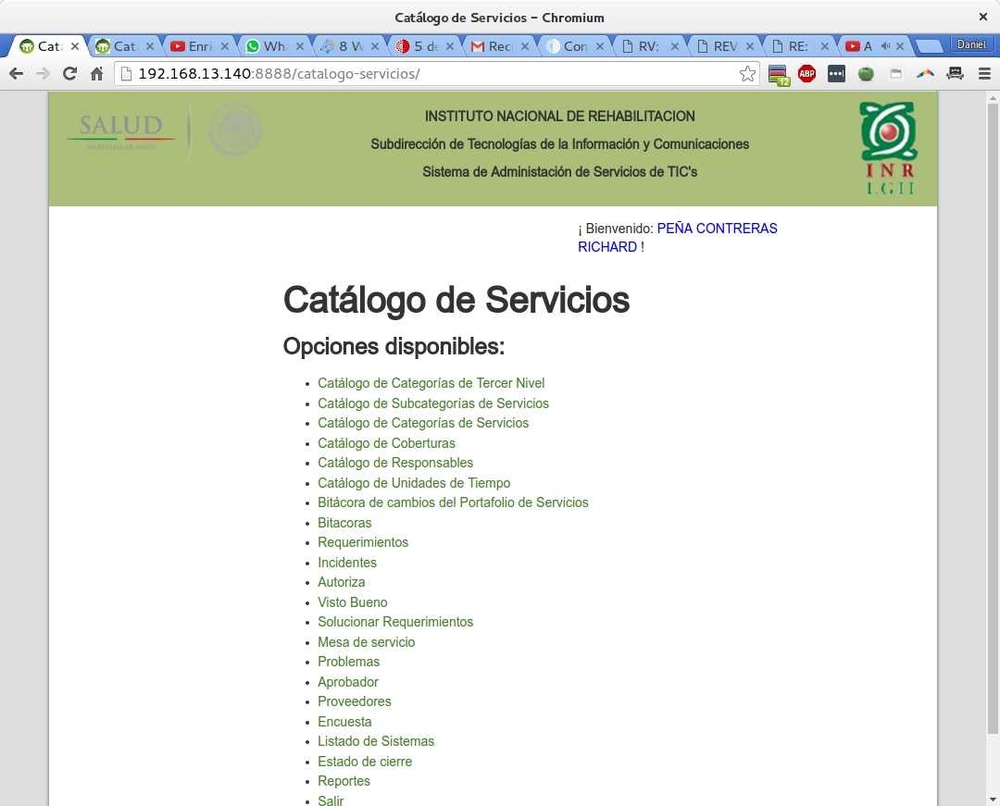 Catálogo de Servicios – Chromium
Cat
Cat
Enri
Wha
8 W
5 de
Reci
Con
RV:
REV
RE:
A
Daniel
192.168.13.140:8888/catalogo-servicios/
12
ABP
SALUD
SECRETARÍA DE SALUD
INSTITUTO NACIONAL DE REHABILITACION
Subdirección de Tecnologías de la Información y Comunicaciones
Sistema de Administación de Servicios de TIC's
INR
LGII
¡ Bienvenido: PEÑA CONTRERAS
RICHARD !
Catálogo de Servicios
Opciones disponibles:
Catálogo de Categorías de Tercer Nivel
Catálogo de Subcategorías de Servicios
Catálogo de Categorías de Servicios
Catálogo de Coberturas
Catálogo de Responsables
Catálogo de Unidades de Tiempo
Bitácora de cambios del Portafolio de Servicios
Bitacoras
Requerimientos
Incidentes
Autoriza
Visto Bueno
Solucionar Requerimientos
Mesa de servicio
Problemas
Aprobador
Proveedores
Encuesta
Listado de Sistemas
Estado de cierre
Reportes
Salir